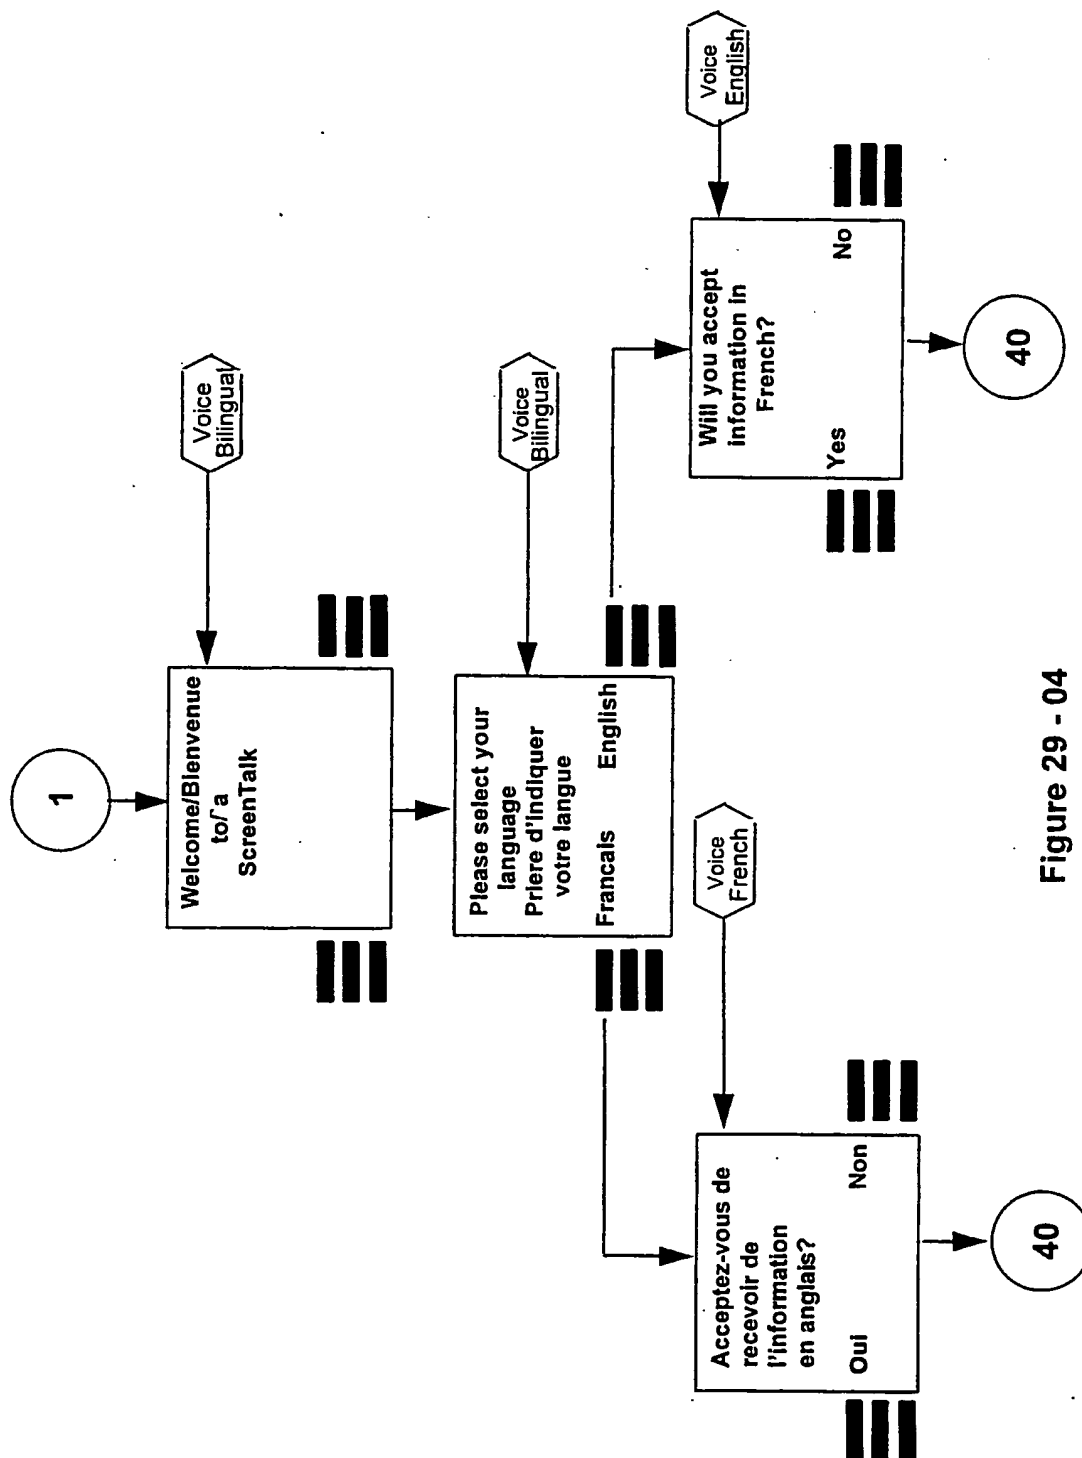 1
Welcome/Bienvenue
to/a
ScreenTalk
Voice
Bilingual
Please select your
language
Priere d'indiquer
votre langue
Francais English
Voice
Bilingual
Acceptez-vous de
recevoir de
l'information
en anglais?
Oui Non
Voice
French
40
Will you accept
information in
French?
Yes No
Voice
English
40
Figure 29 - 04